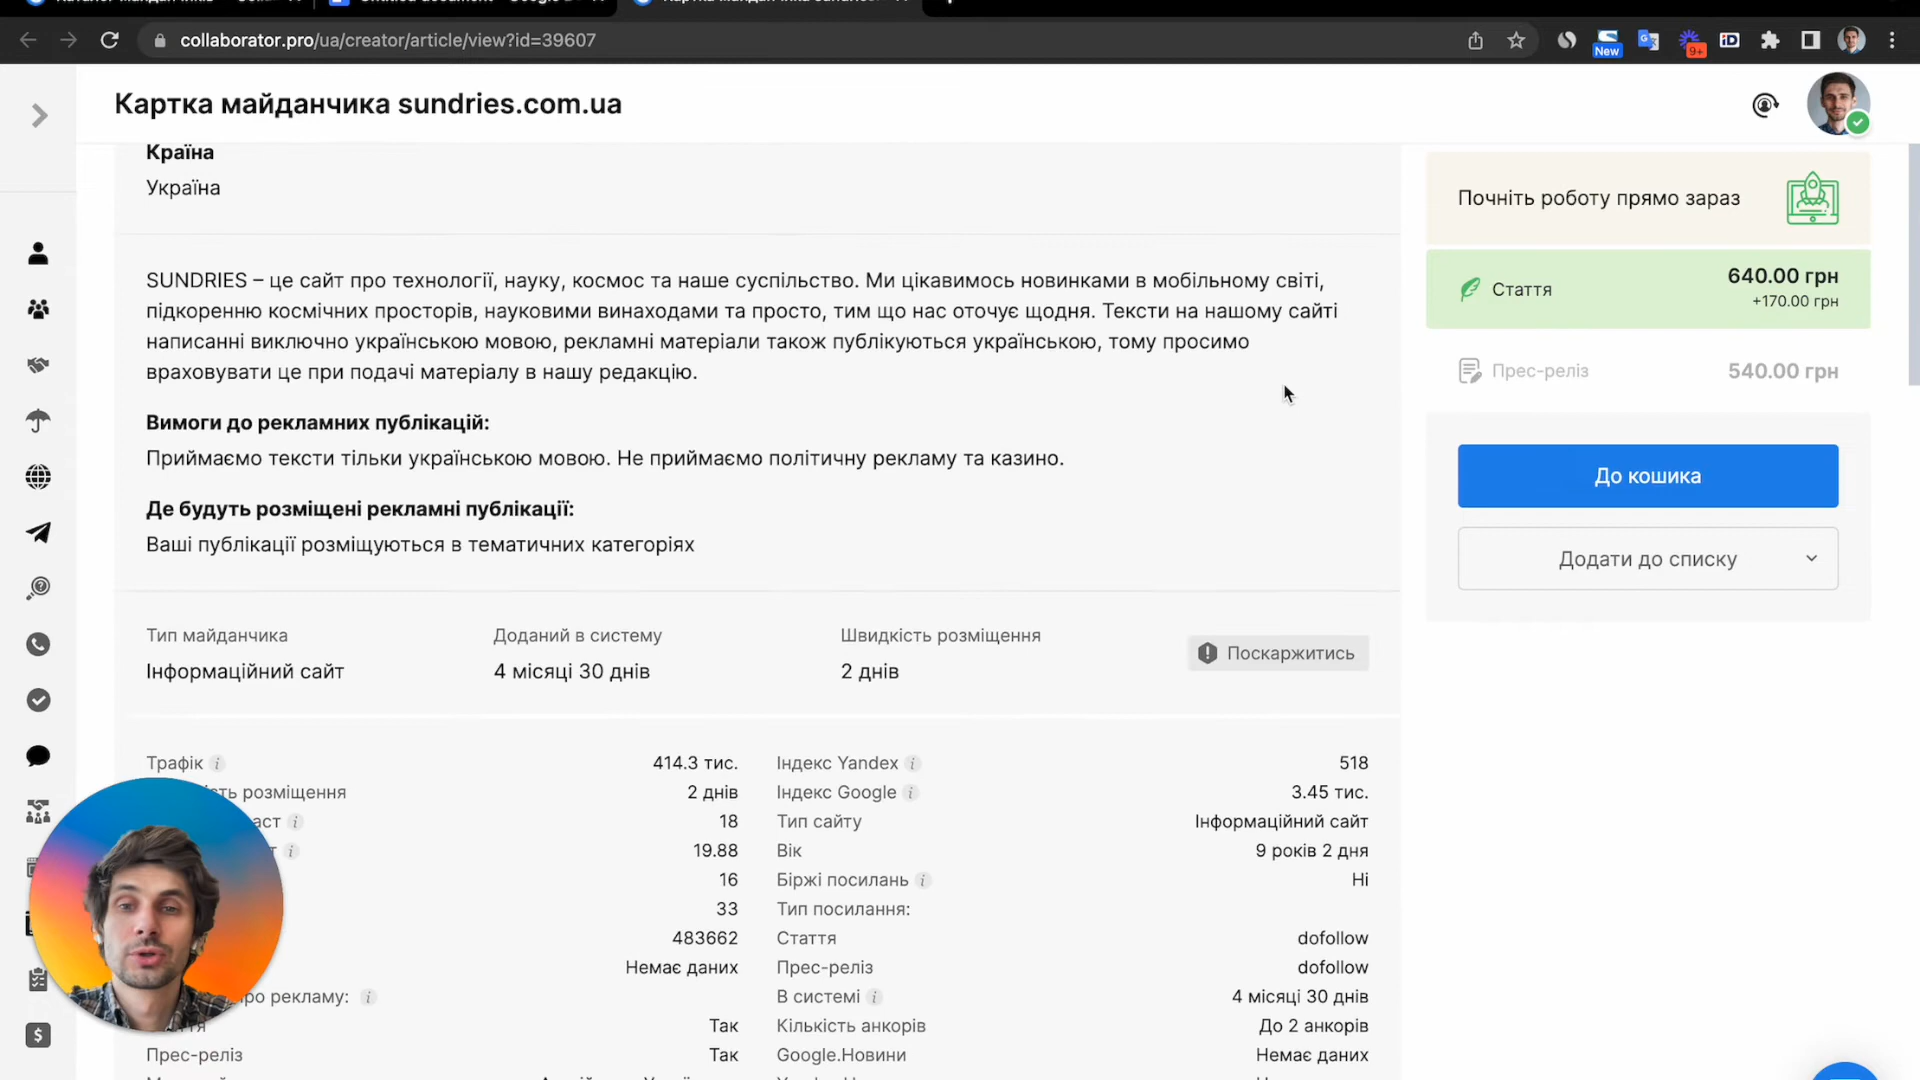 collaborator.pro/ua/creator/article/view?id=39607
New
9+
iD
Картка майданчика sundries.com.ua
Країна
Україна
SUNDRIES – це сайт про технології, науку, космос та наше суспільство. Ми цікавимось новинками в мобільному світі,
підкоренню космічних просторів, науковими винаходами та просто, тим що нас оточує щодня. Тексти на нашому сайті
написанні виключно українською мовою, рекламні матеріали також публікуються українською, тому просимо
враховувати це при подачі матеріалу в нашу редакцію.
Вимоги до рекламних публікацій:
Приймаємо тексти тільки українською мовою. Не приймаємо політичну рекламу та казино.
Де будуть розміщені рекламні публікації:
Ваші публікації розміщуються в тематичних категоріях
Тип майданчика
Інформаційний сайт
Доданий в систему
4 місяці 30 днів
Швидкість розміщення
2 днів
Поскаржитись
Трафік 414.3 тис.
розміщення 2 днів
18
19.88
16
33
483662
Немає даних
про рекламу:
Так
Прес-реліз Так
Індекс Yandex 518
Індекс Google 3.45 тис.
Тип сайту Інформаційний сайт
Вік 9 років 2 дня
Біржі посилань Ні
Тип посилання:
Стаття dofollow
Прес-реліз dofollow
В системі 4 місяці 30 днів
Кількість анкорів До 2 анкорів
Google.Новини Немає даних
Почніть роботу прямо зараз
Стаття 640.00 грн
+170.00 грн
Прес-реліз 540.00 грн
До кошика
Додати до списку